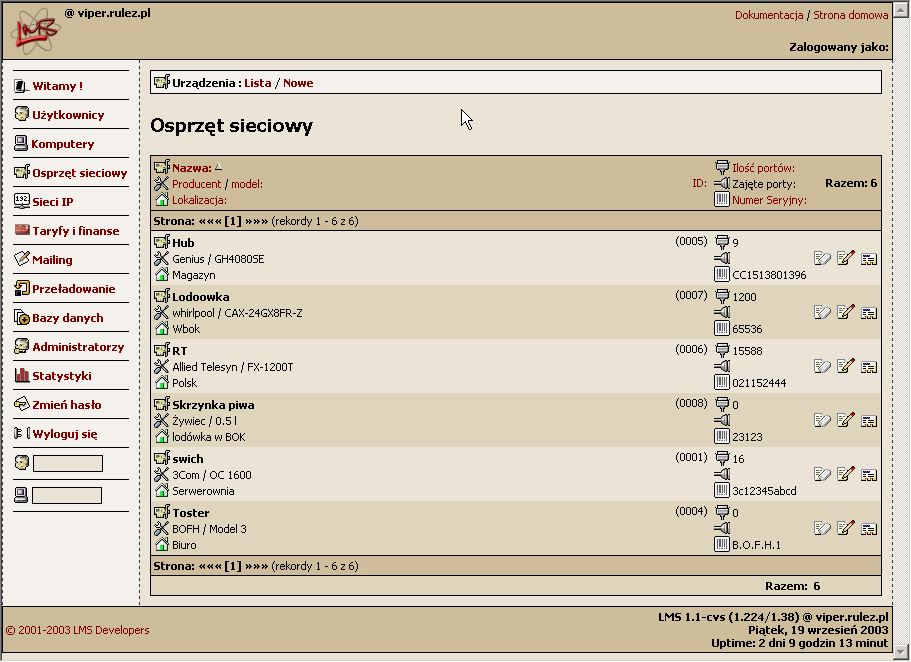 LMS
@ viper.rulez.pl
Dokumentacja / Strona domowa
Zalogowany jako:
Witamy !
Użytkownicy
Komputery
Osprzęt sieciowy
Sieci IP
Taryfy i finanse
Mailing
Przeładowanie
Bazy danych
Administratorzy
Statystyki
Zmień hasło
Wyloguj się
Urządzenia : Lista / Nowe
Osprzęt sieciowy
Nazwa: Ilość portów:
Producent / model: ID: Zajęte porty: Razem: 6
Lokalizacja: Numer Seryjny:
Strona: ««« [1] »»» (rekordy 1 - 6 z 6)
Hub (0005) 9
Genius / GH4080SE
Magazyn CC1513801396
Lodoowka (0007) 1200
whirlpool / CAX-24GX8FR-Z
Wbok 65536
RT (0006) 15588
Allied Telesyn / FX-1200T
Polsk 021152444
Skrzynka piwa (0008) 0
Żywiec / 0.5 l
lodówka w BOK 23123
swich (0001) 16
3Com / OC 1600
Serwerownia 3c12345abcd
Toster (0004) 0
BOFH / Model 3
Biuro B.O.F.H.1
Strona: ««« [1] »»» (rekordy 1 - 6 z 6)
Razem: 6
© 2001-2003 LMS Developers
LMS 1.1-cvs (1.224/1.38) @ viper.rulez.pl
Piątek, 19 wrzesień 2003
Uptime: 2 dni 9 godzin 13 minut